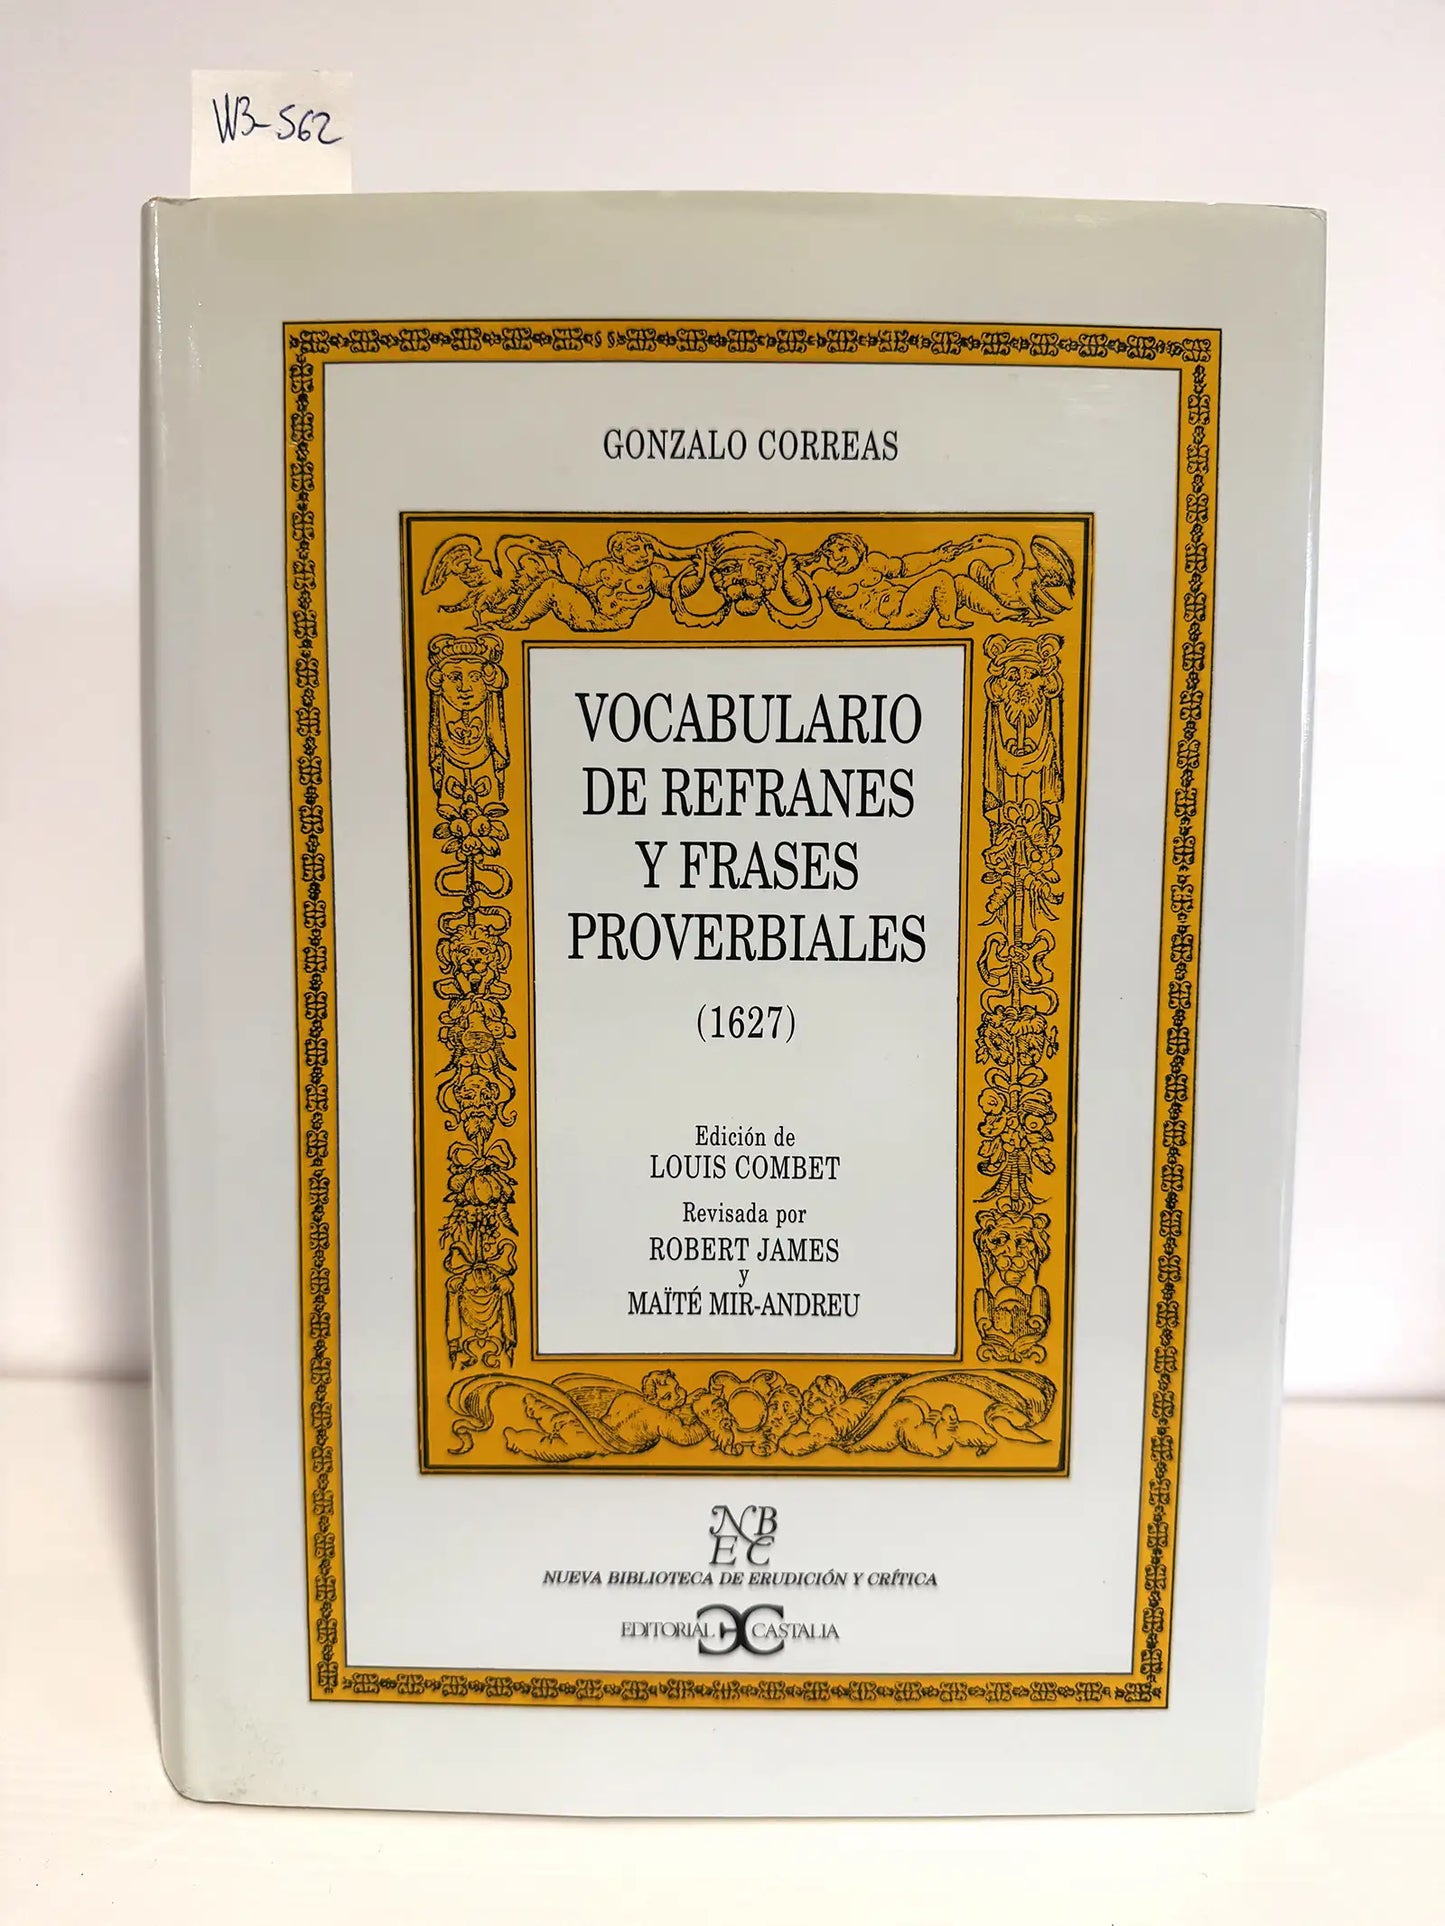 WB-562
GONZALO CORREAS
VOCABULARIO
DE REFRANES
Y FRASES
PROVERBIALES
(1627)
Edición de
LOUIS COMBET
Revisada por
ROBERT JAMES
y
MAÏTÉ MIR-ANDREU
NB
EC
NUEVA BIBLIOTECA DE ERUDICIÓN Y CRÍTICA
EDITORIAL CASTALIA